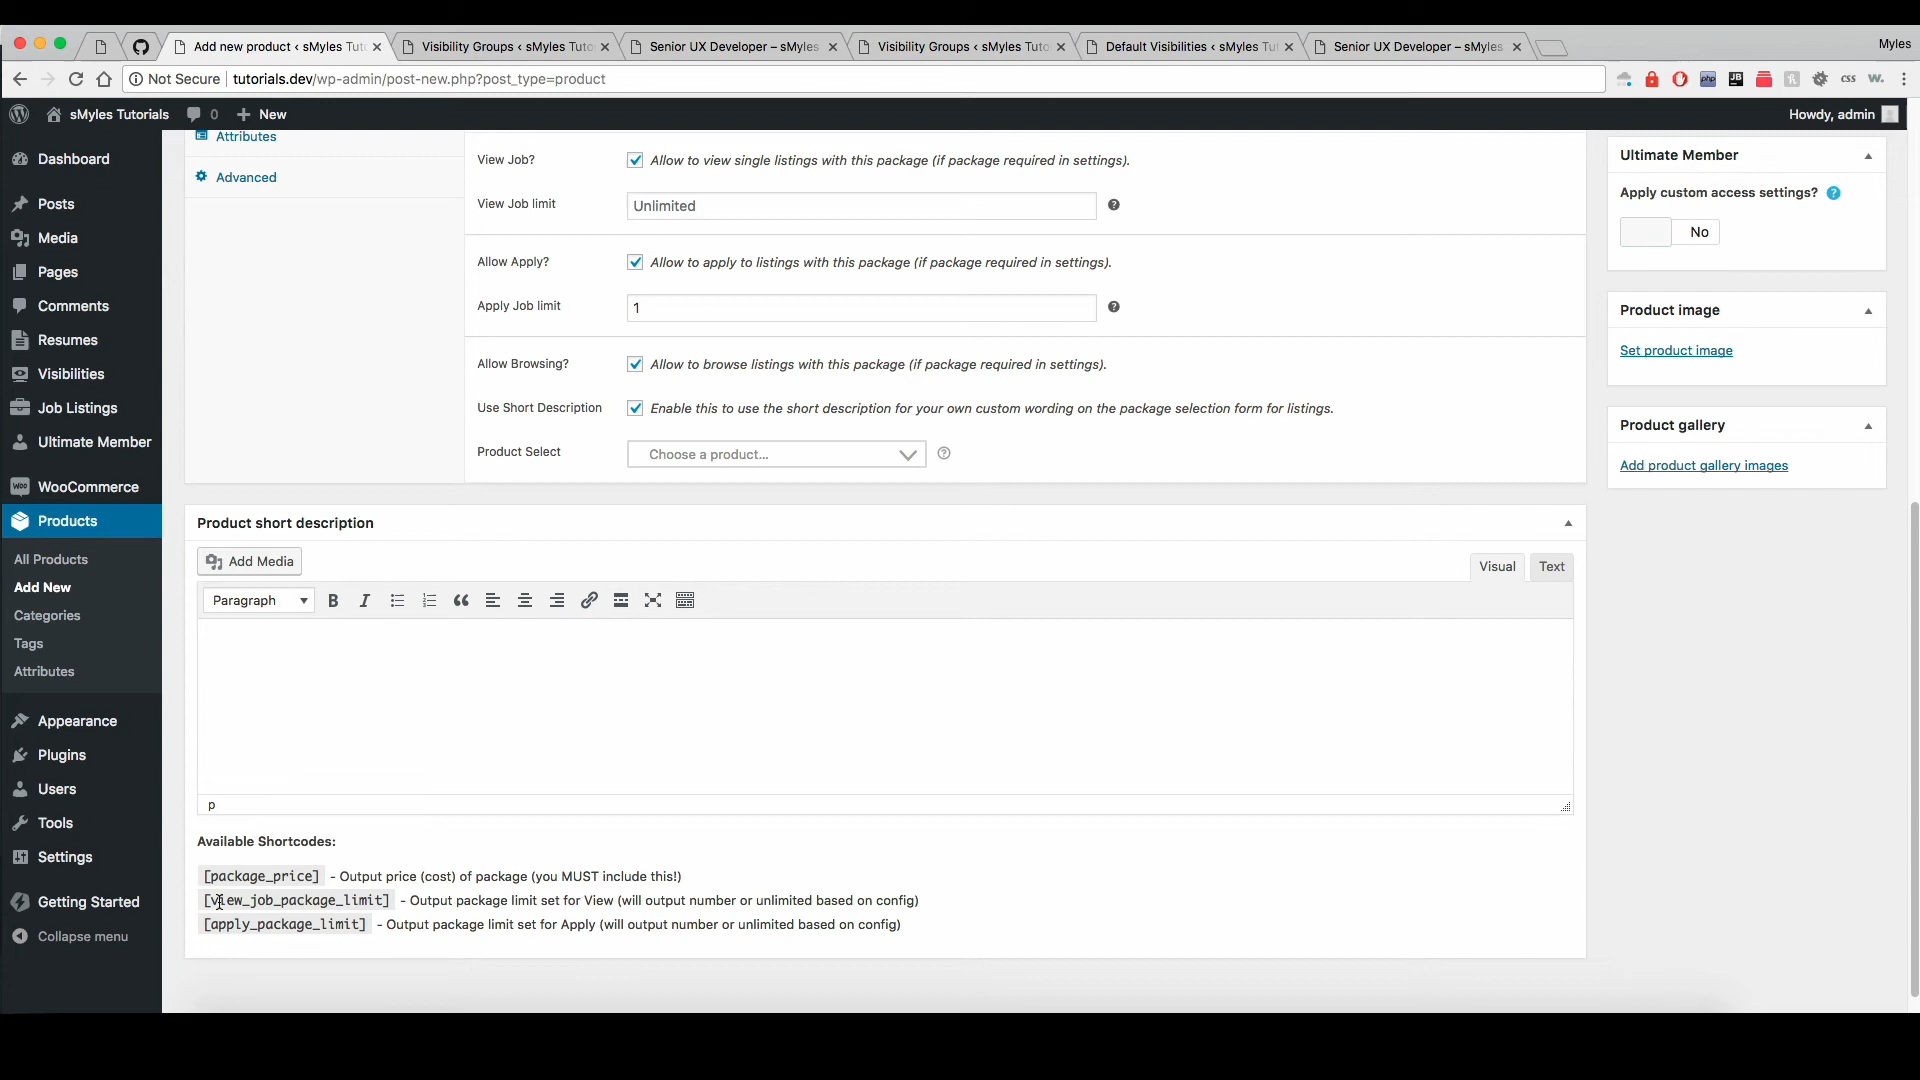 Add new product ‹ sMyles Tut
Visibility Groups ‹ sMyles Tuto
Senior UX Developer – sMyles
Visibility Groups ‹ sMyles Tuto
Default Visibilities ‹ sMyles Tu
Senior UX Developer – sMyles
Myles
Not Secure | tutorials.dev/wp-admin/post-new.php?post_type=product
php
JB
css
w.
sMyles Tutorials
0
New
Howdy, admin
Dashboard
Posts
Media
Pages
Comments
Resumes
Visibilities
Job Listings
Ultimate Member
WooCommerce
Products
All Products
Add New
Categories
Tags
Attributes
Appearance
Plugins
Users
Tools
Settings
Getting Started
Collapse menu
Attributes
Advanced
View Job? Allow to view single listings with this package (if package required in settings).
View Job limit Unlimited
Allow Apply? Allow to apply to listings with this package (if package required in settings).
Apply Job limit 1
Allow Browsing? Allow to browse listings with this package (if package required in settings).
Use Short Description Enable this to use the short description for your own custom wording on the package selection form for listings.
Product Select Choose a product...
Product short description
Add Media
Visual Text
Paragraph B I
p
Available Shortcodes:
[package_price] - Output price (cost) of package (you MUST include this!)
[view_job_package_limit] - Output package limit set for View (will output number or unlimited based on config)
[apply_package_limit] - Output package limit set for Apply (will output number or unlimited based on config)
Ultimate Member
Apply custom access settings?
No
Product image
Set product image
Product gallery
Add product gallery images